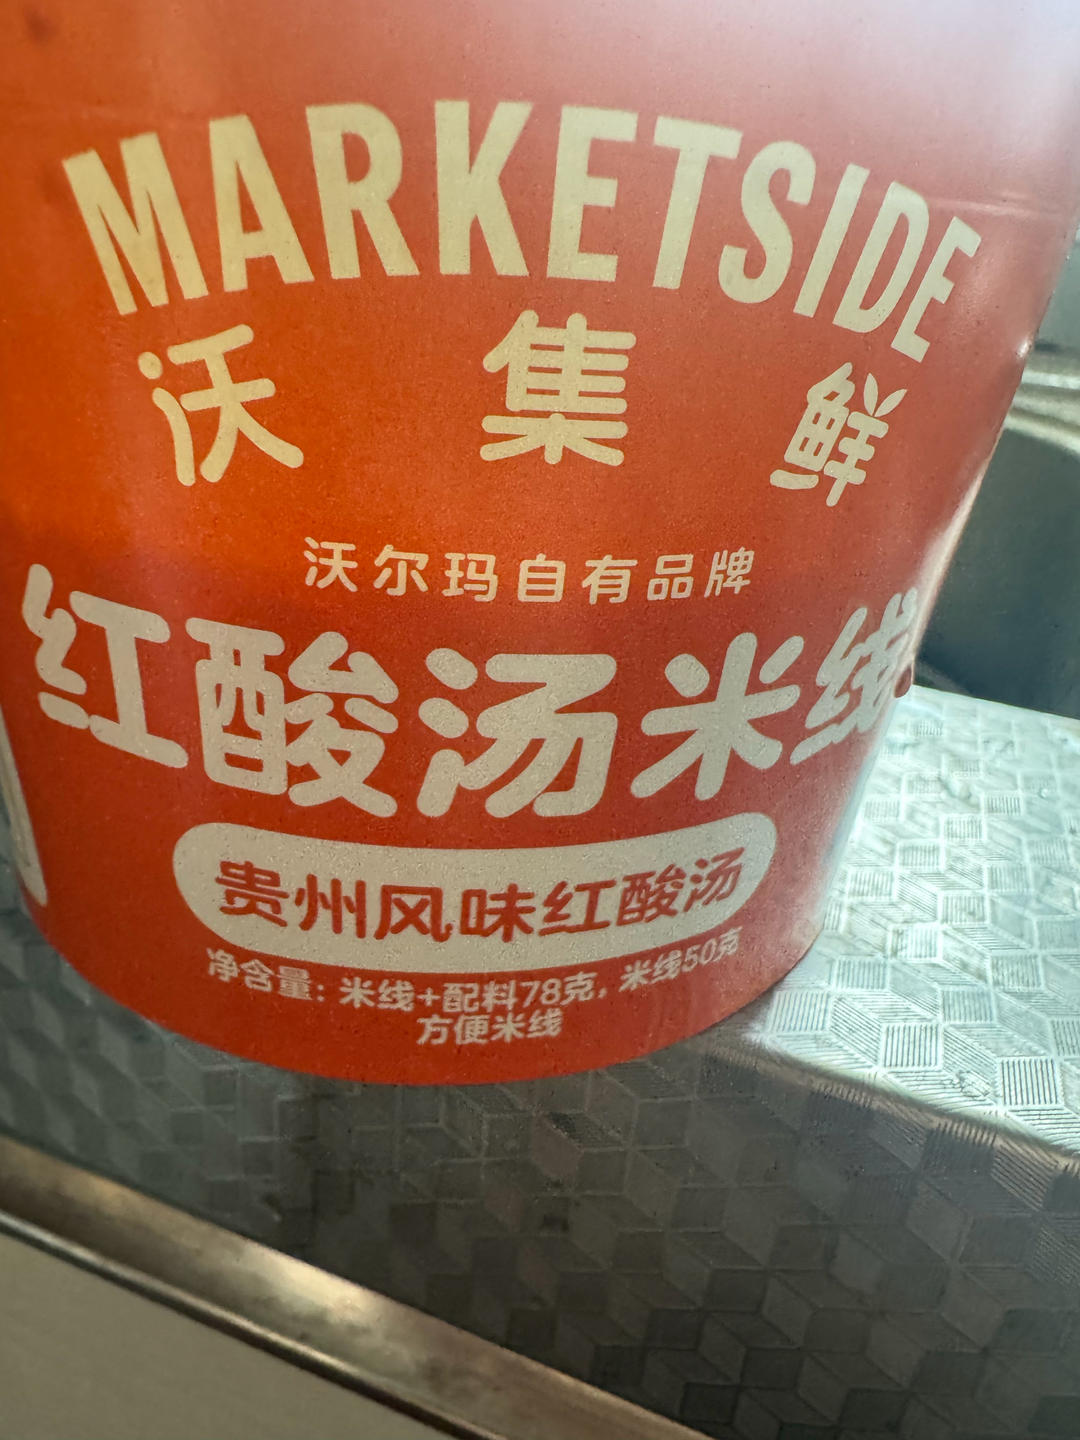 MARKETSIDE
沃集鲜
沃尔玛自有品牌
红酸汤米线
贵州风味红酸汤
净含量：米线+配料78克，米线50克
方便米线